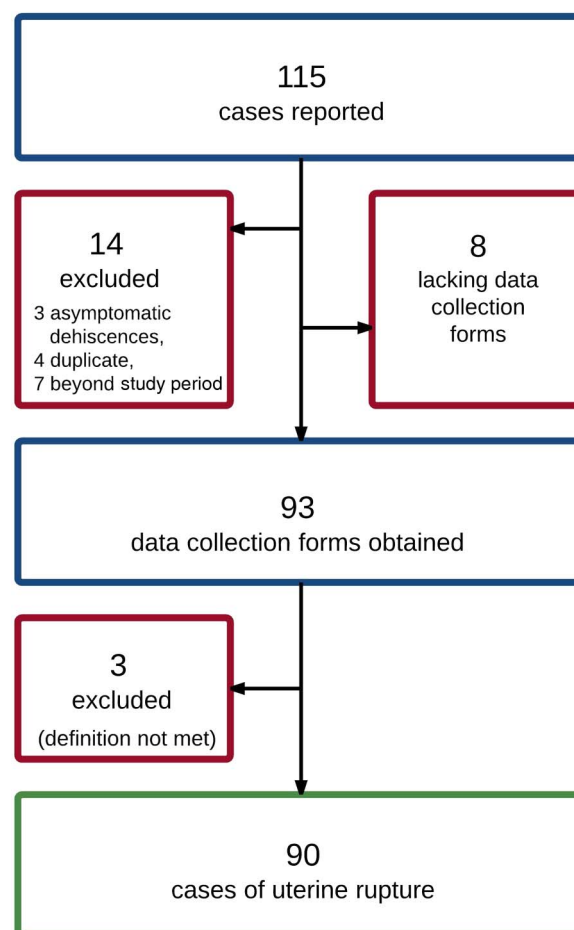 115
cases reported
14
excluded
3 asymptomatic
dehiscences,
4 duplicate,
7 beyond study period
8
lacking data
collection
forms
93
data collection forms obtained
3
excluded
(definition not met)
90
cases of uterine rupture